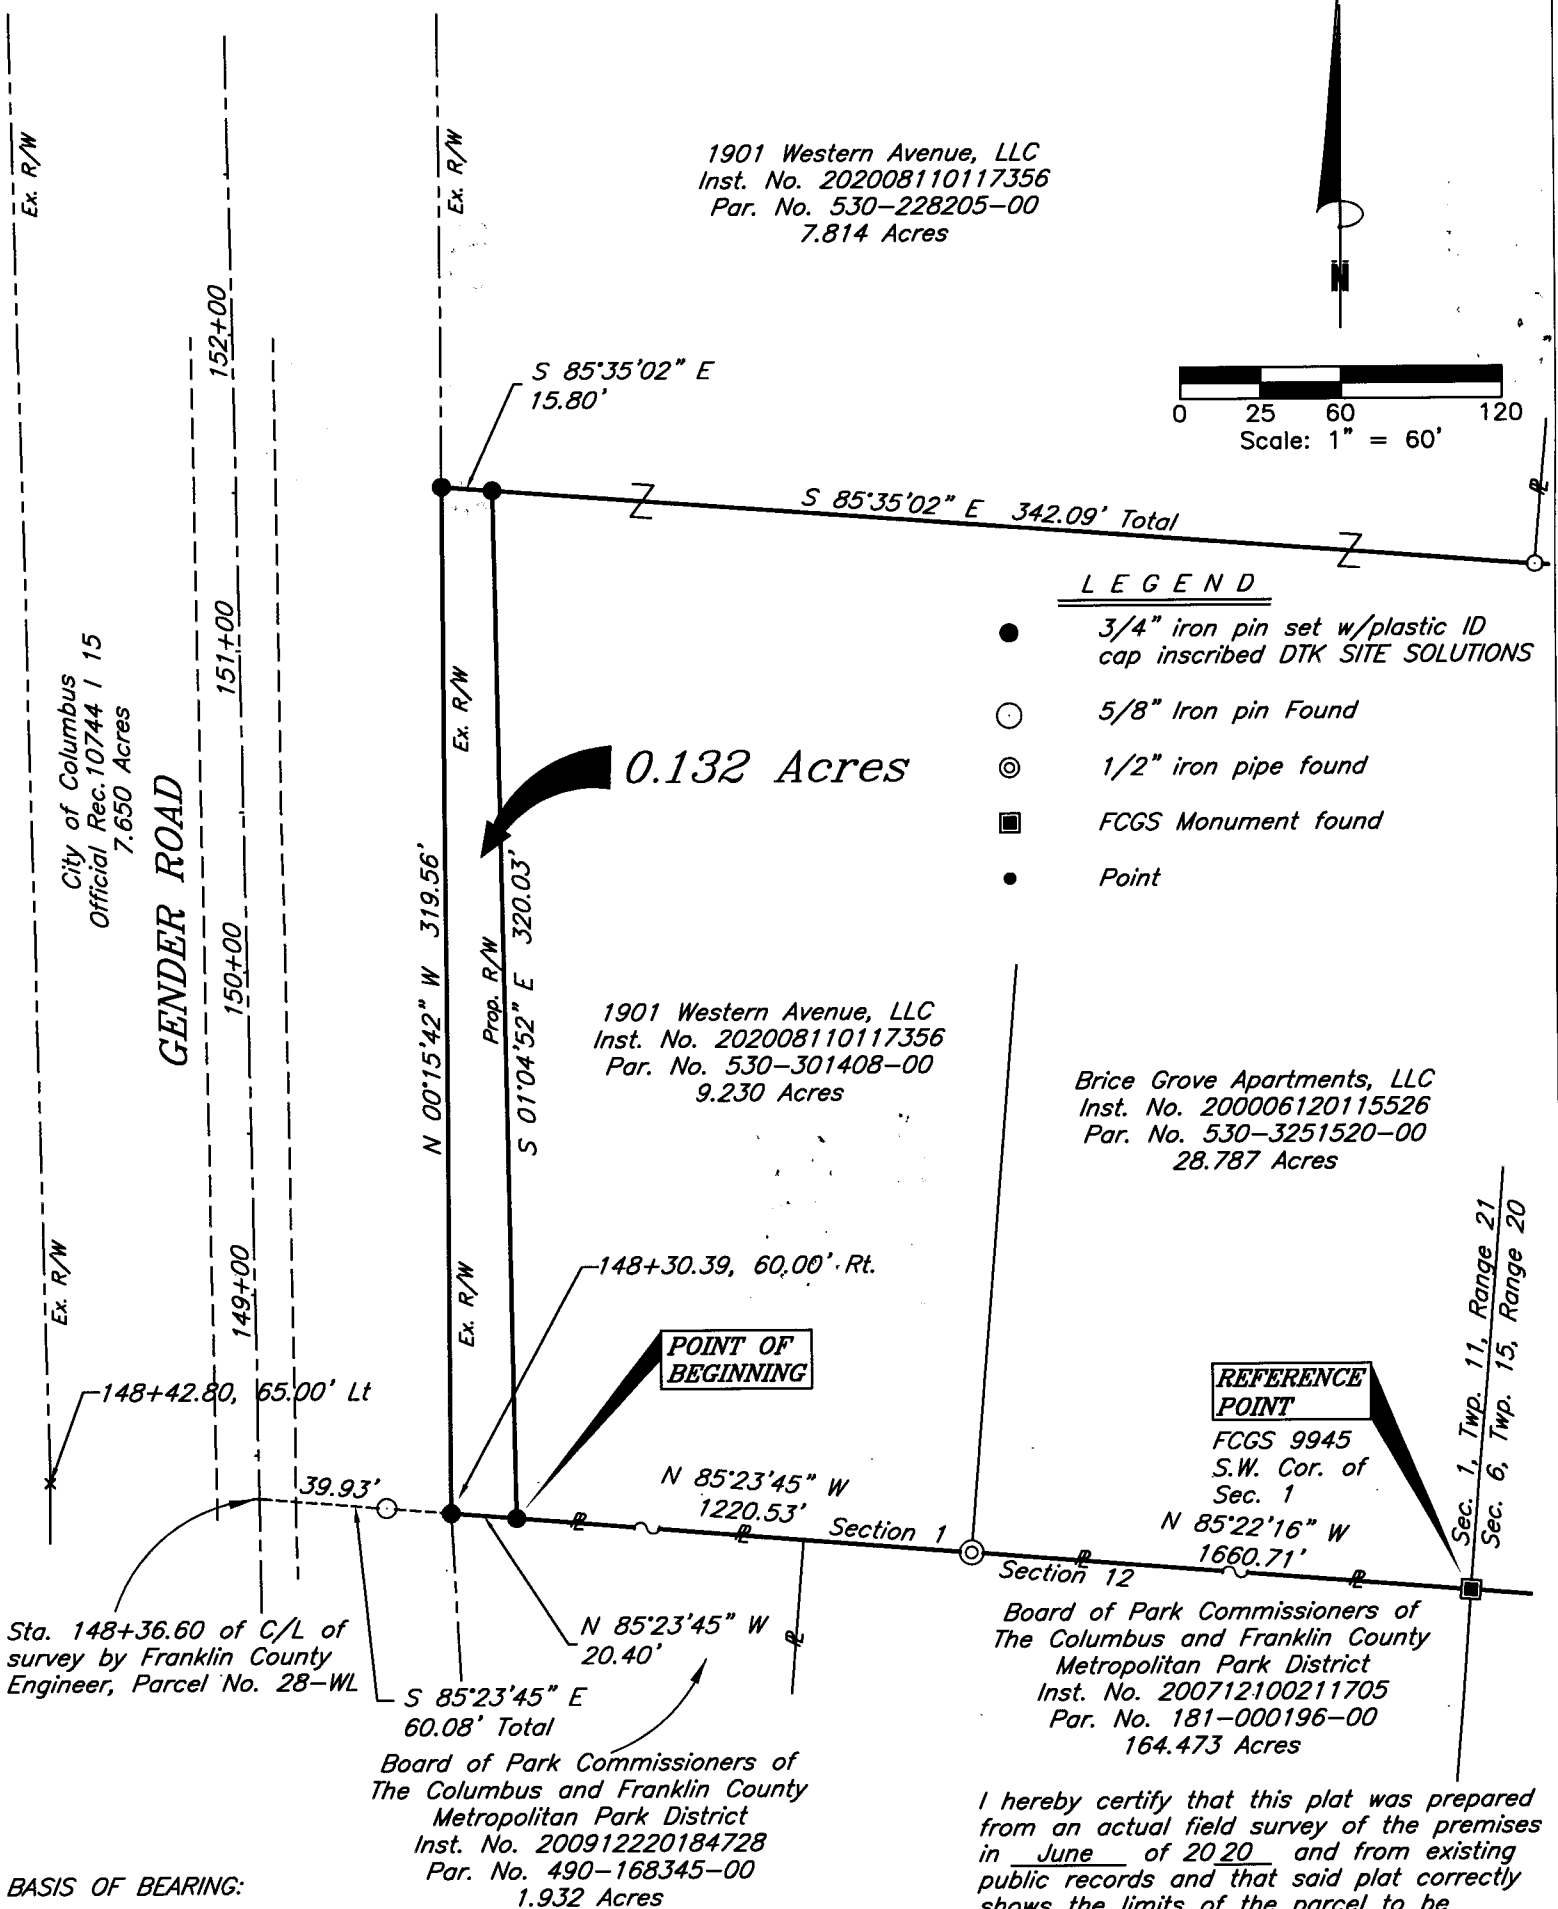 Ex. R/W
Ex. R/W
1901 Western Avenue, LLC
Inst. No. 202008110117356
Par. No. 530-228205-00
7.814 Acres
N
152+00
S 85°35'02" E
15.80'
0 25 60 120
Scale: 1" = 60'
S 85°35'02" E 342.09' Total
PL
LEGEND
3/4" iron pin set w/plastic ID
cap inscribed DTK SITE SOLUTIONS
5/8" Iron pin Found
1/2" iron pipe found
FCGS Monument found
Point
151+00
Ex. R/W
City of Columbus
Official Rec. 10744 I 15
7.650 Acres
GENDER ROAD
0.132 Acres
150+00
N 00°15'42" W 319.56'
Prop. R/W
S 01°04'52" E 320.03'
1901 Western Avenue, LLC
Inst. No. 202008110117356
Par. No. 530-301408-00
9.230 Acres
Brice Grove Apartments, LLC
Inst. No. 200006120115526
Par. No. 530-3251520-00
28.787 Acres
Sec. 1, Twp. 11, Range 21
Sec. 6, Twp. 15, Range 20
Ex. R/W
149+00
Ex. R/W
148+30.39, 60.00' Rt.
POINT OF
BEGINNING
148+42.80, 65.00' Lt
REFERENCE
POINT
FCGS 9945
S.W. Cor. of
Sec. 1
39.93'
N 85°23'45" W
1220.53'
PL
PL
Section 1
Section 12
N 85°22'16" W
1660.71'
PL
PL
Sta. 148+36.60 of C/L of
survey by Franklin County
Engineer, Parcel No. 28-WL
N 85°23'45" W
20.40'
PL
S 85°23'45" E
60.08' Total
Board of Park Commissioners of
The Columbus and Franklin County
Metropolitan Park District
Inst. No. 200712100211705
Par. No. 181-000196-00
164.473 Acres
Board of Park Commissioners of
The Columbus and Franklin County
Metropolitan Park District
Inst. No. 200912220184728
Par. No. 490-168345-00
1.932 Acres
BASIS OF BEARING:
I hereby certify that this plat was prepared
from an actual field survey of the premises
in June of 2020 and from existing
public records and that said plat correctly
shows the limits of the parcel to be